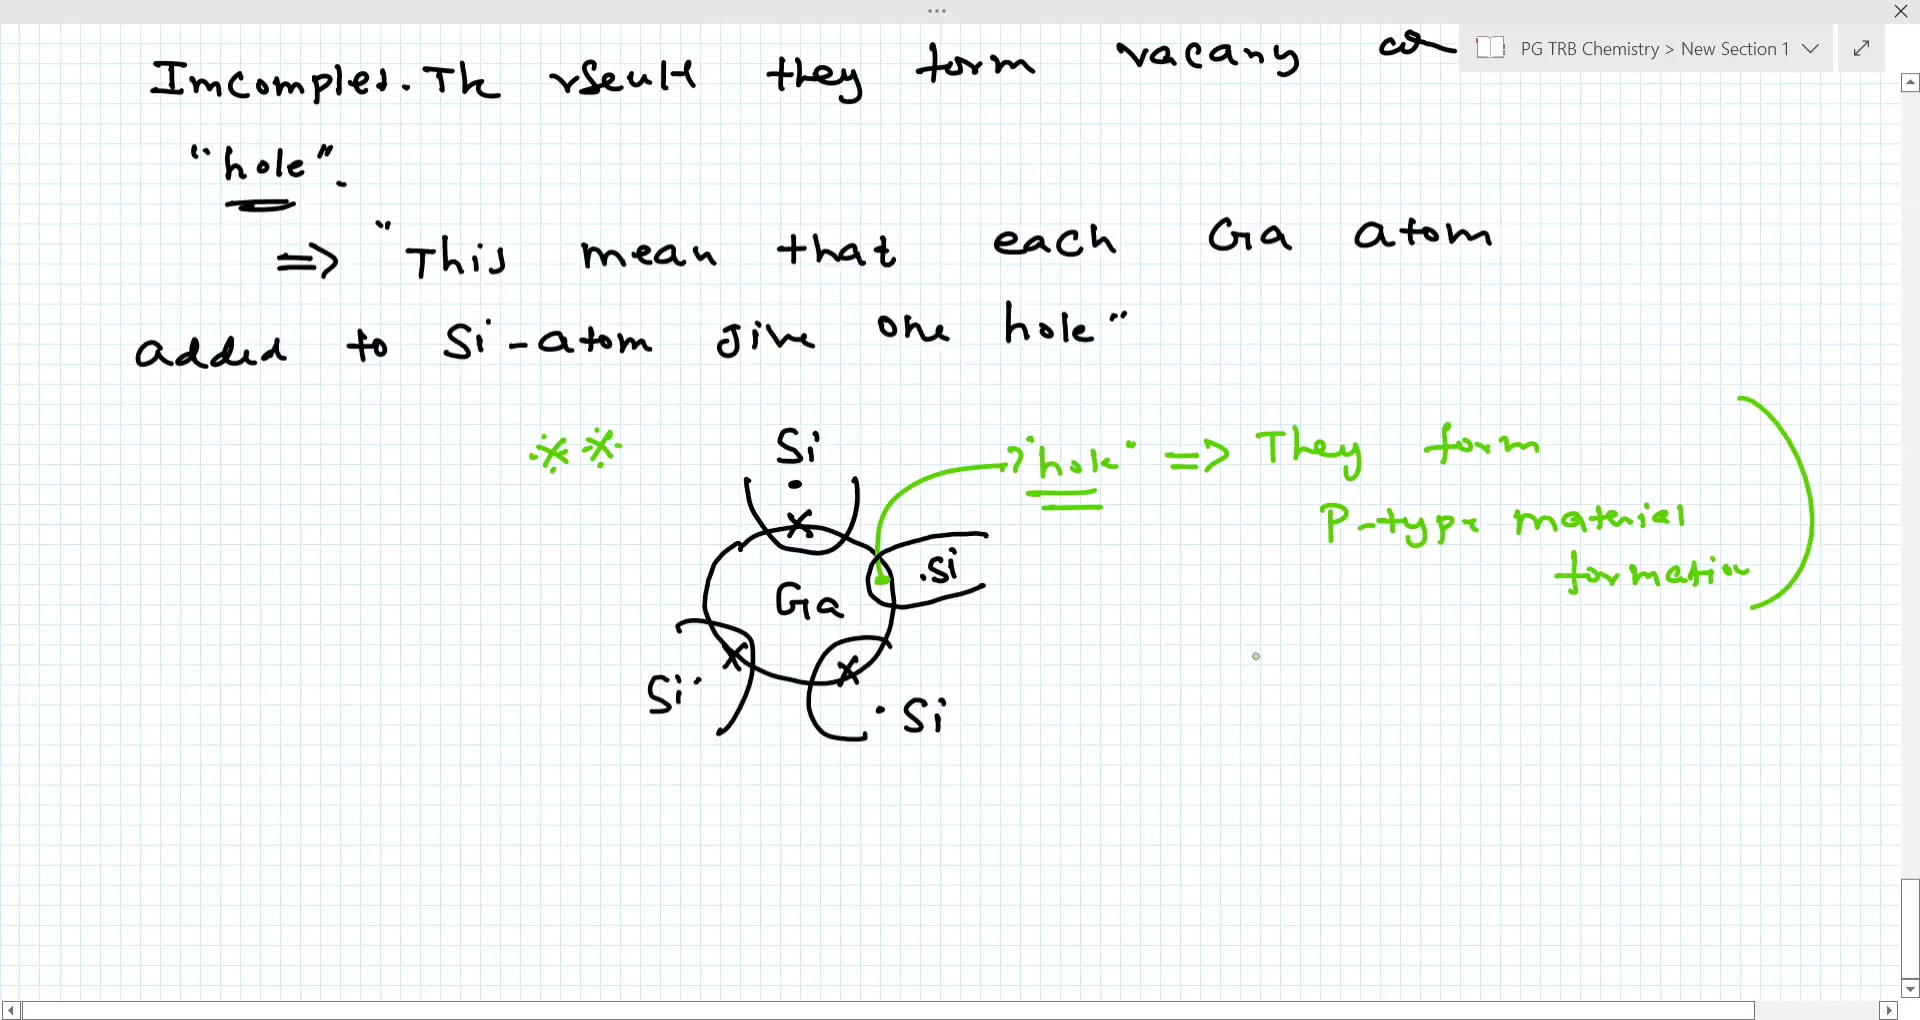 PG TRB Chemistry > New Section 1
Imcomplet. The rseult they form vacany
"hole".
=> "This mean that each Ga atom
added to Si-atom give one hole"
Si
"hole" => They form
P-type material
formation
.Si
Ga
Si
. Si